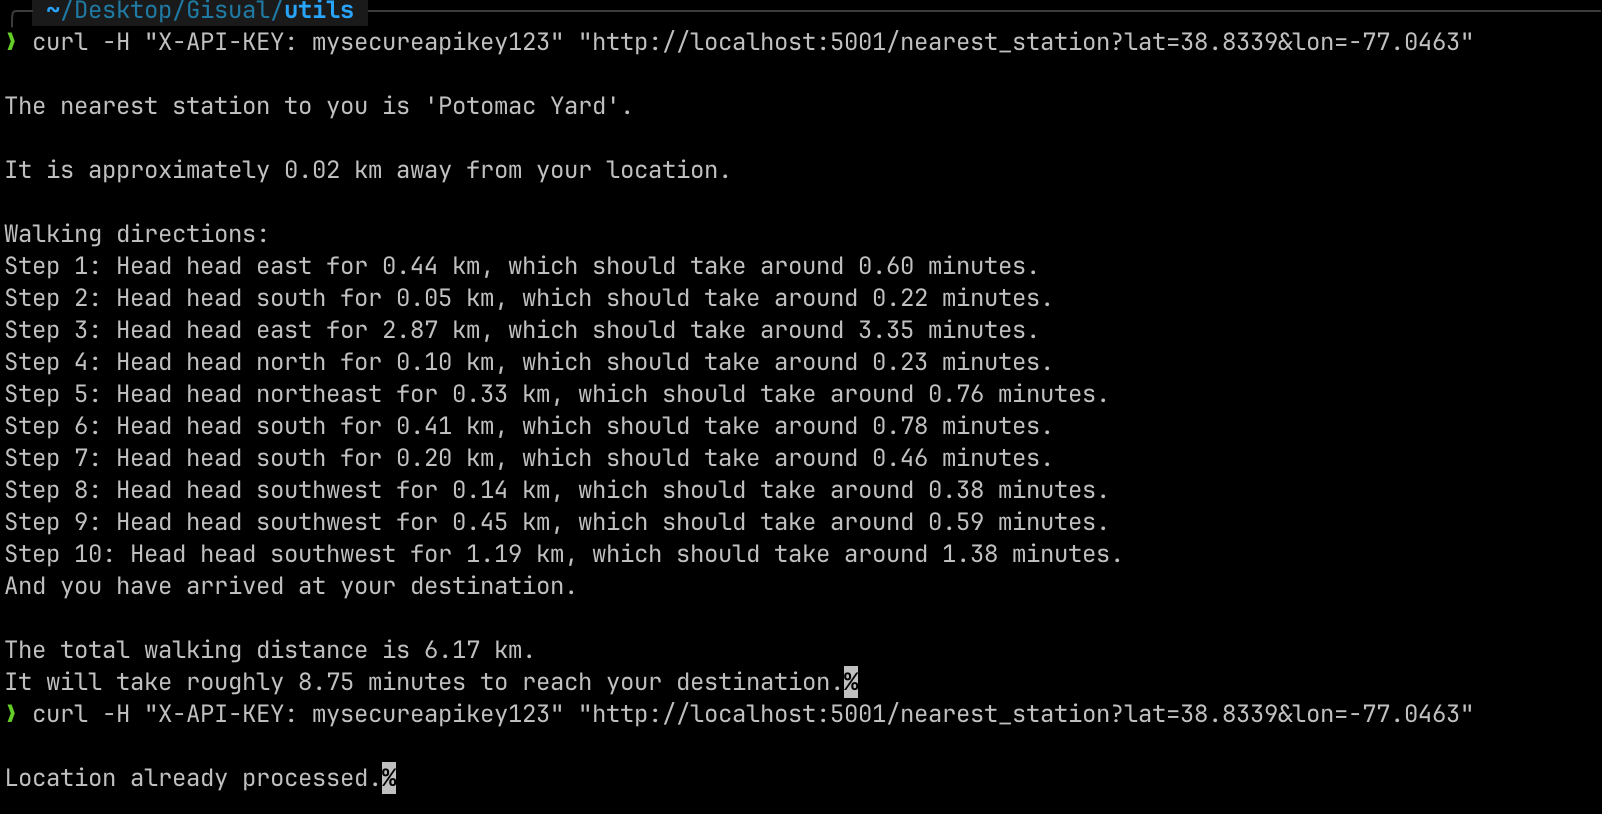 ~/Desktop/Gisual/utils
❯ curl -H "X-API-KEY: mysecureapikey123" "http://localhost:5001/nearest_station?lat=38.8339&lon=-77.0463"
The nearest station to you is 'Potomac Yard'.
It is approximately 0.02 km away from your location.
Walking directions:
Step 1: Head head east for 0.44 km, which should take around 0.60 minutes.
Step 2: Head head south for 0.05 km, which should take around 0.22 minutes.
Step 3: Head head east for 2.87 km, which should take around 3.35 minutes.
Step 4: Head head north for 0.10 km, which should take around 0.23 minutes.
Step 5: Head head northeast for 0.33 km, which should take around 0.76 minutes.
Step 6: Head head south for 0.41 km, which should take around 0.78 minutes.
Step 7: Head head south for 0.20 km, which should take around 0.46 minutes.
Step 8: Head head southwest for 0.14 km, which should take around 0.38 minutes.
Step 9: Head head southwest for 0.45 km, which should take around 0.59 minutes.
Step 10: Head head southwest for 1.19 km, which should take around 1.38 minutes.
And you have arrived at your destination.
The total walking distance is 6.17 km.
It will take roughly 8.75 minutes to reach your destination.%
❯ curl -H "X-API-KEY: mysecureapikey123" "http://localhost:5001/nearest_station?lat=38.8339&lon=-77.0463"
Location already processed.%